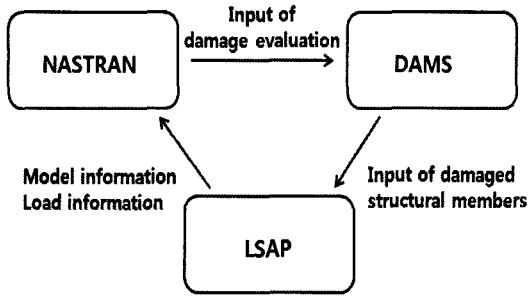 Input of
damage evaluation
NASTRAN
DAMS
Model information
Load information
Input of damaged
structural members
LSAP